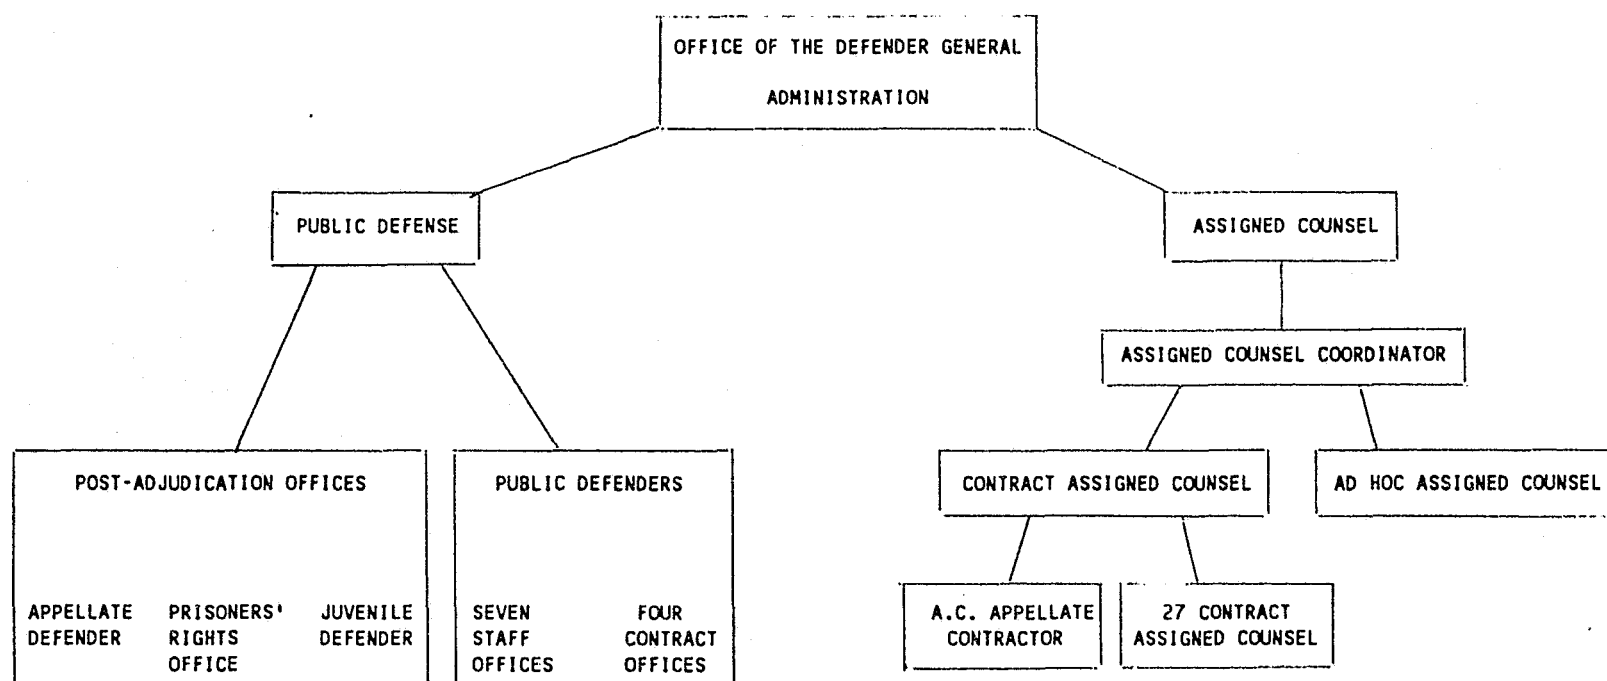 OFFICE OF THE DEFENDER GENERAL
ADMINISTRATION
PUBLIC DEFENSE
ASSIGNED COUNSEL
ASSIGNED COUNSEL COORDINATOR
POST-ADJUDICATION OFFICES
APPELLATE DEFENDER
PRISONERS' RIGHTS OFFICE
JUVENILE DEFENDER
PUBLIC DEFENDERS
SEVEN STAFF OFFICES
FOUR CONTRACT OFFICES
CONTRACT ASSIGNED COUNSEL
AD HOC ASSIGNED COUNSEL
A.C. APPELLATE
CONTRACTOR
27 CONTRACT
ASSIGNED COUNSEL